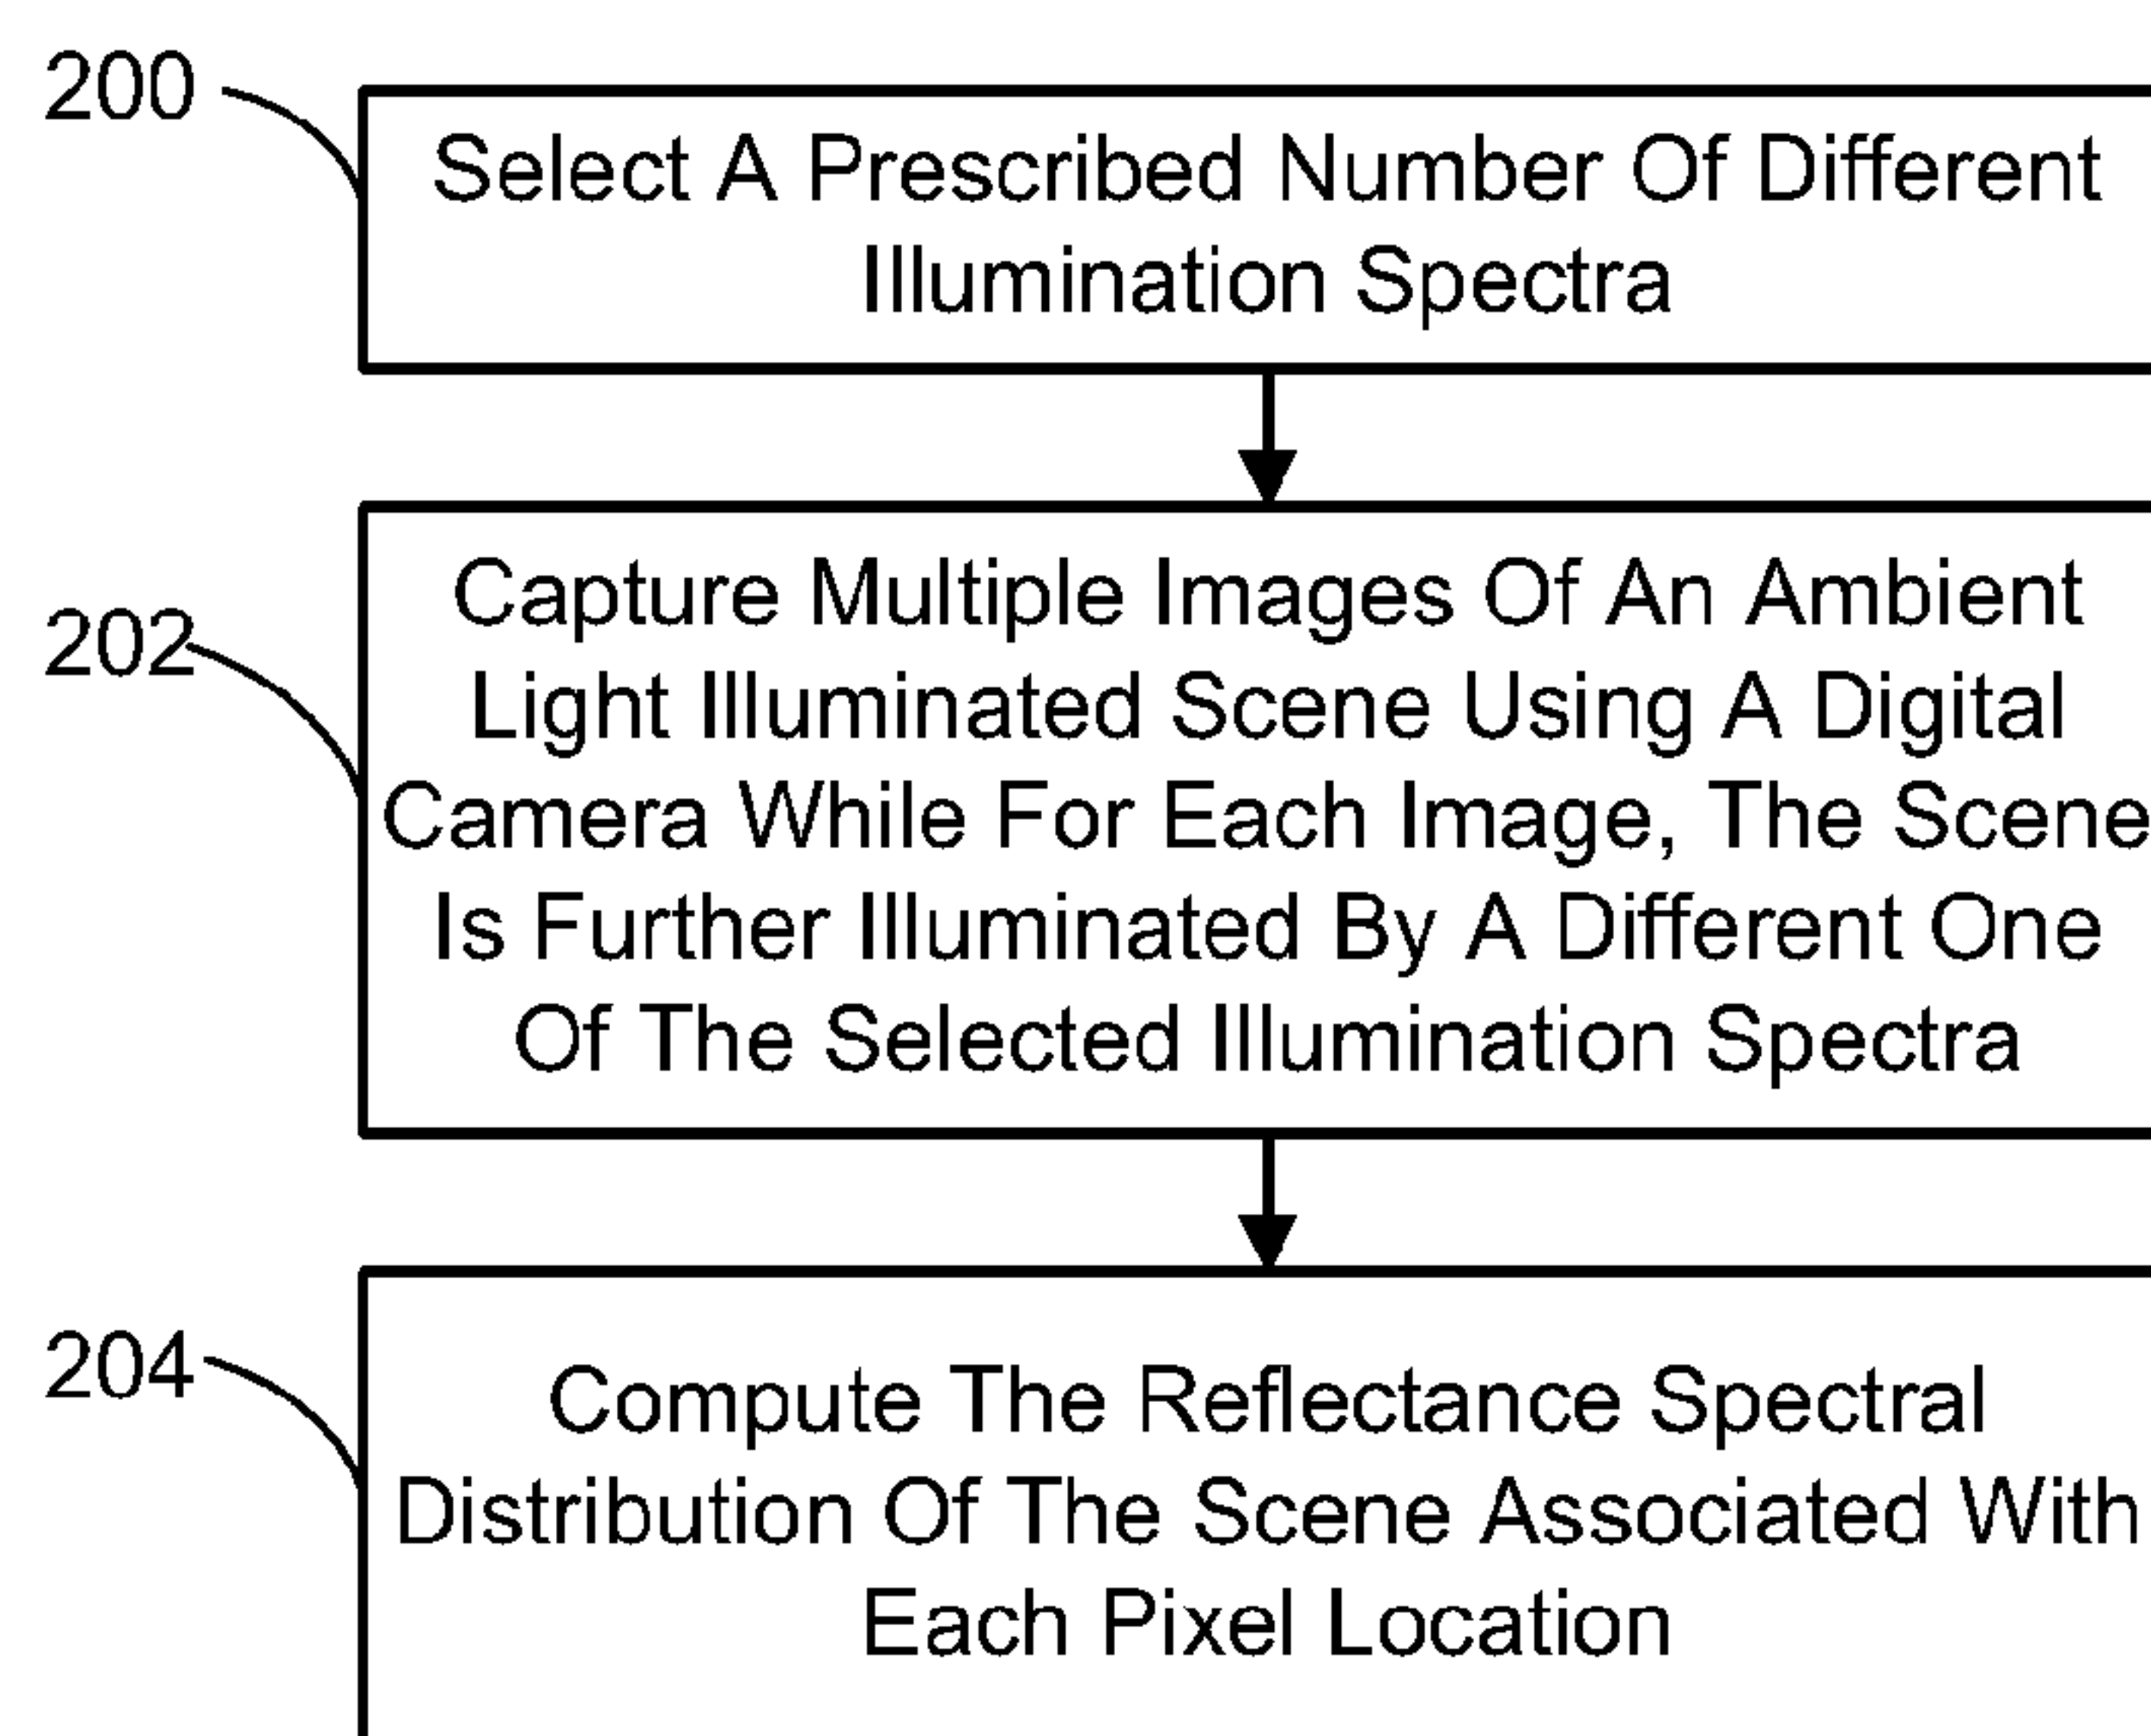 200
Select A Prescribed Number Of Different
Illumination Spectra
202
Capture Multiple Images Of An Ambient
Light Illuminated Scene Using A Digital
Camera While For Each Image, The Scene
Is Further Illuminated By A Different One
Of The Selected Illumination Spectra
204
Compute The Reflectance Spectral
Distribution Of The Scene Associated With
Each Pixel Location